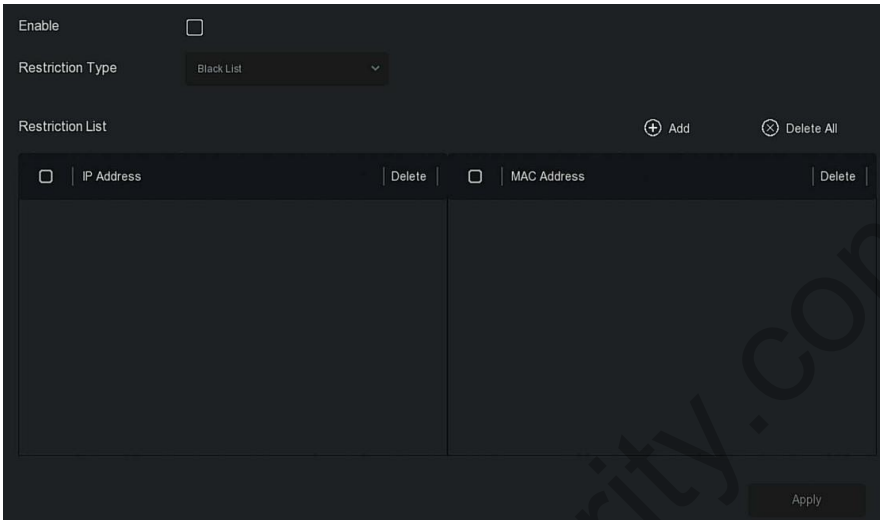 Enable
Restriction Type Black List
Restriction List Add Delete All
IP Address Delete MAC Address Delete
Apply